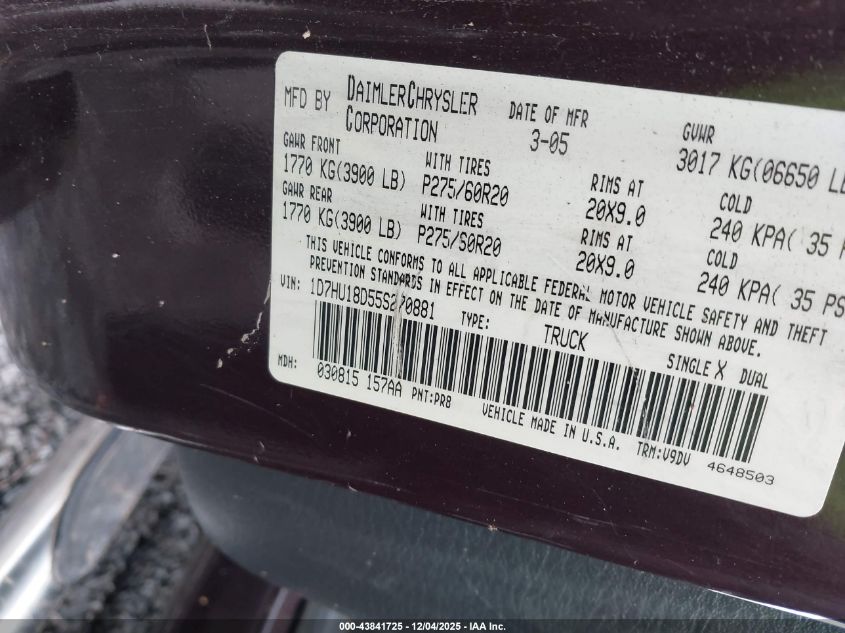 MFD BY DAIMLERCHRYSLER CORPORATION
DATE OF MFR 3-05
GVWR 3017 KG(06650 LB
GAWR FRONT
1770 KG(3900 LB)
WITH TIRES
P275/60R20
RIMS AT
20X9.0
COLD
240 KPA( 35 P
GAWR REAR
1770 KG(3900 LB)
WITH TIRES
P275/60R20
RIMS AT
20X9.0
COLD
240 KPA( 35 PS
THIS VEHICLE CONFORMS TO ALL APPLICABLE FEDERAL MOTOR VEHICLE SAFETY AND THEFT
PREVENTION STANDARDS IN EFFECT ON THE DATE OF MANUFACTURE SHOWN ABOVE.
VIN: 1D7HU18D55S270881
TYPE: TRUCK
SINGLE X DUAL
MDH: 030815 157AA PNT:PR8
VEHICLE MADE IN U.S.A. TRM:V9DV 4648503
000-43841725 - 12/04/2025 - IAA Inc.